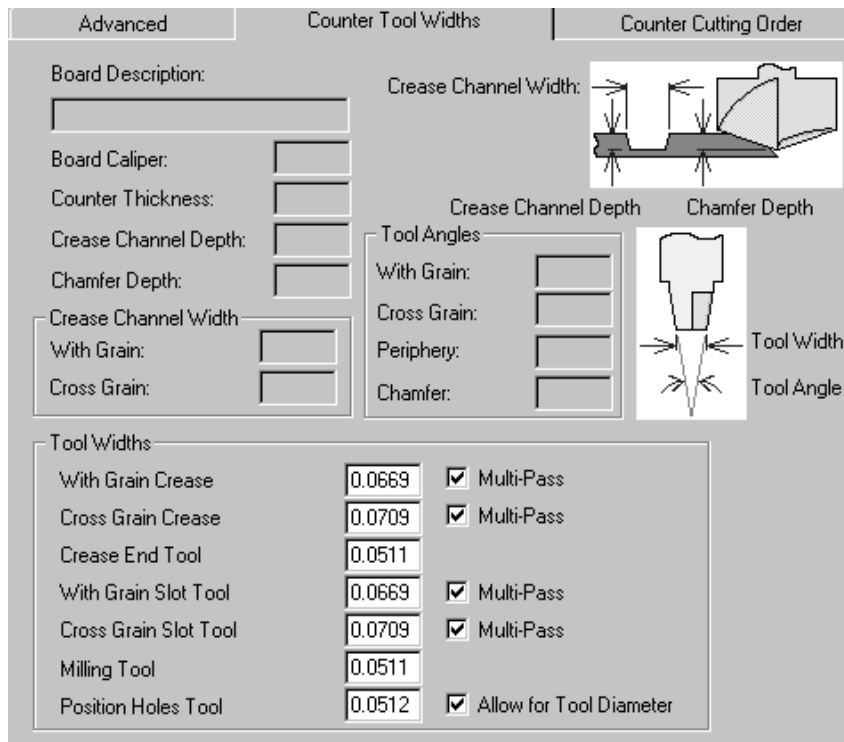 Advanced
Counter Tool Widths
Counter Cutting Order
Board Description:
Crease Channel Width:
Board Caliper:
Counter Thickness:
Crease Channel Depth:
Chamfer Depth:
Crease Channel Depth
Chamfer Depth
Crease Channel Width
With Grain:
Cross Grain:
Tool Angles
With Grain:
Cross Grain:
Periphery:
Chamfer:
Tool Width
Tool Angle
Tool Widths
With Grain Crease 0.0669 Multi-Pass
Cross Grain Crease 0.0709 Multi-Pass
Crease End Tool 0.0511
With Grain Slot Tool 0.0669 Multi-Pass
Cross Grain Slot Tool 0.0709 Multi-Pass
Milling Tool 0.0511
Position Holes Tool 0.0512 Allow for Tool Diameter